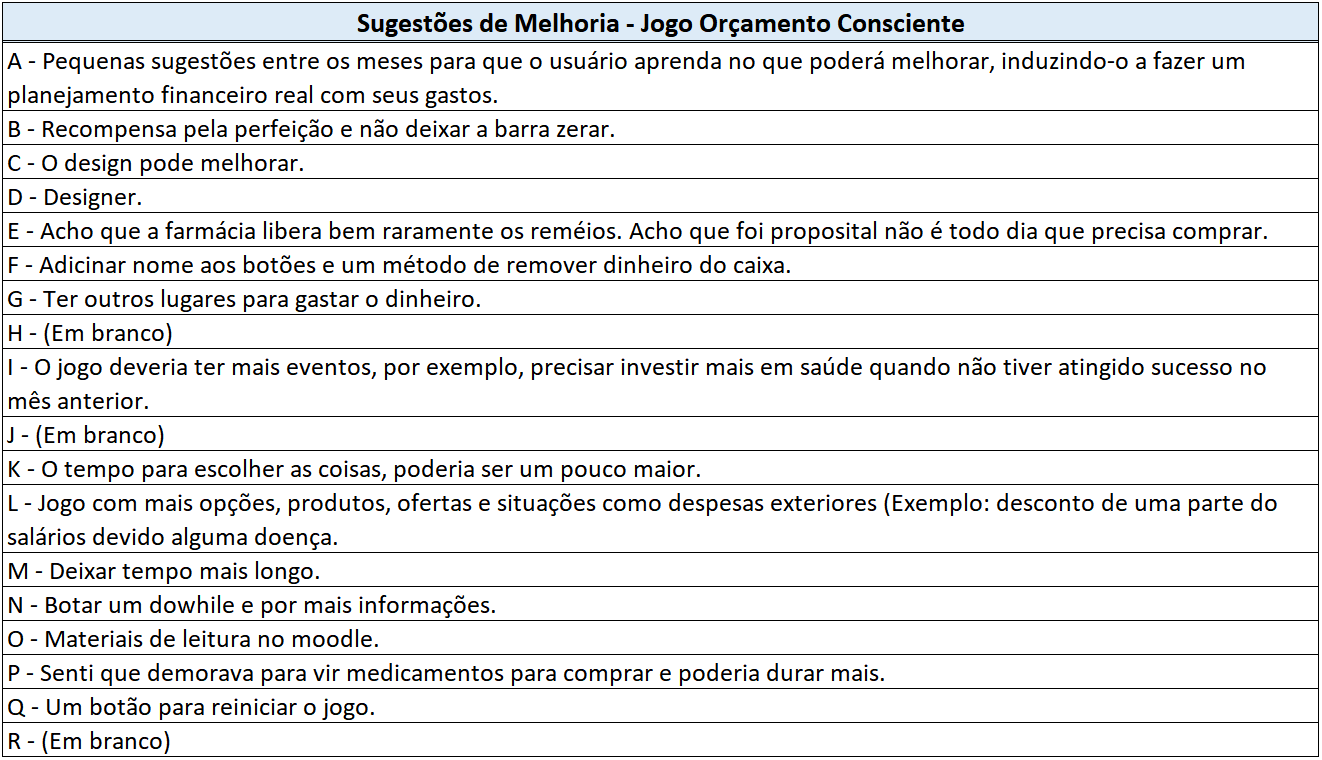 Sugestões de Melhoria - Jogo Orçamento Consciente
A - Pequenas sugestões entre os meses para que o usuário aprenda no que poderá melhorar, induzindo-o a fazer um
planejamento financeiro real com seus gastos.
B - Recompensa pela perfeição e não deixar a barra zerar.
C - O design pode melhorar.
D - Designer.
E - Acho que a farmácia libera bem raramente os reméios. Acho que foi proposital não é todo dia que precisa comprar.
F - Adicinar nome aos botões e um método de remover dinheiro do caixa.
G - Ter outros lugares para gastar o dinheiro.
H - (Em branco)
I - O jogo deveria ter mais eventos, por exemplo, precisar investir mais em saúde quando não tiver atingido sucesso no
mês anterior.
J - (Em branco)
K - O tempo para escolher as coisas, poderia ser um pouco maior.
L - Jogo com mais opções, produtos, ofertas e situações como despesas exteriores (Exemplo: desconto de uma parte do
salários devido alguma doença.
M - Deixar tempo mais longo.
N - Botar um dowhile e por mais informações.
O - Materiais de leitura no moodle.
P - Senti que demorava para vir medicamentos para comprar e poderia durar mais.
Q - Um botão para reiniciar o jogo.
R - (Em branco)